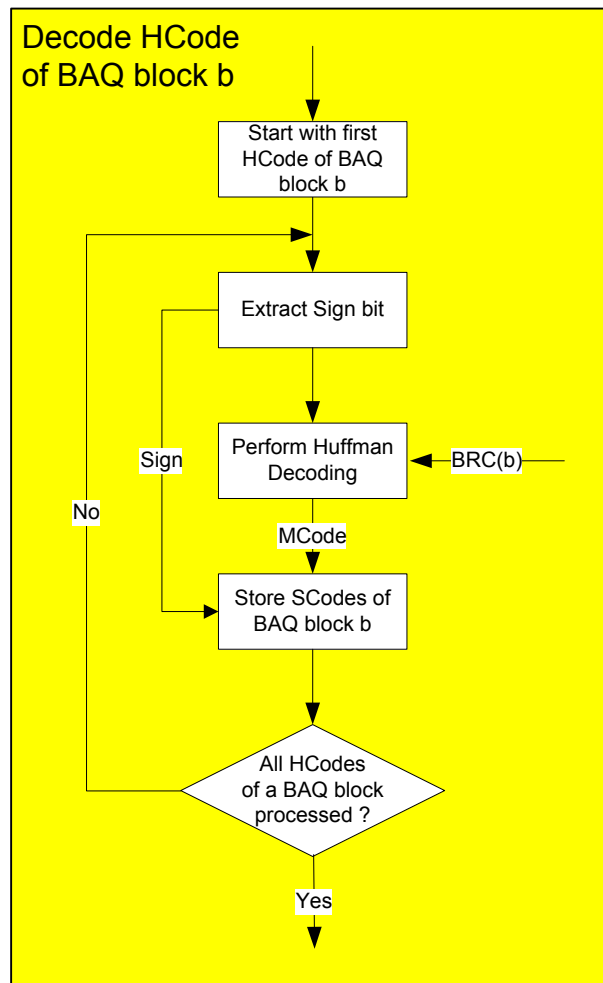 Decode HCode
of BAQ block b
Start with first
HCode of BAQ
block b
Extract Sign bit
Perform Huffman
Decoding
BRC(b)
Sign
No
MCode
Store SCodes of
BAQ block b
All HCodes
of a BAQ block
processed ?
Yes